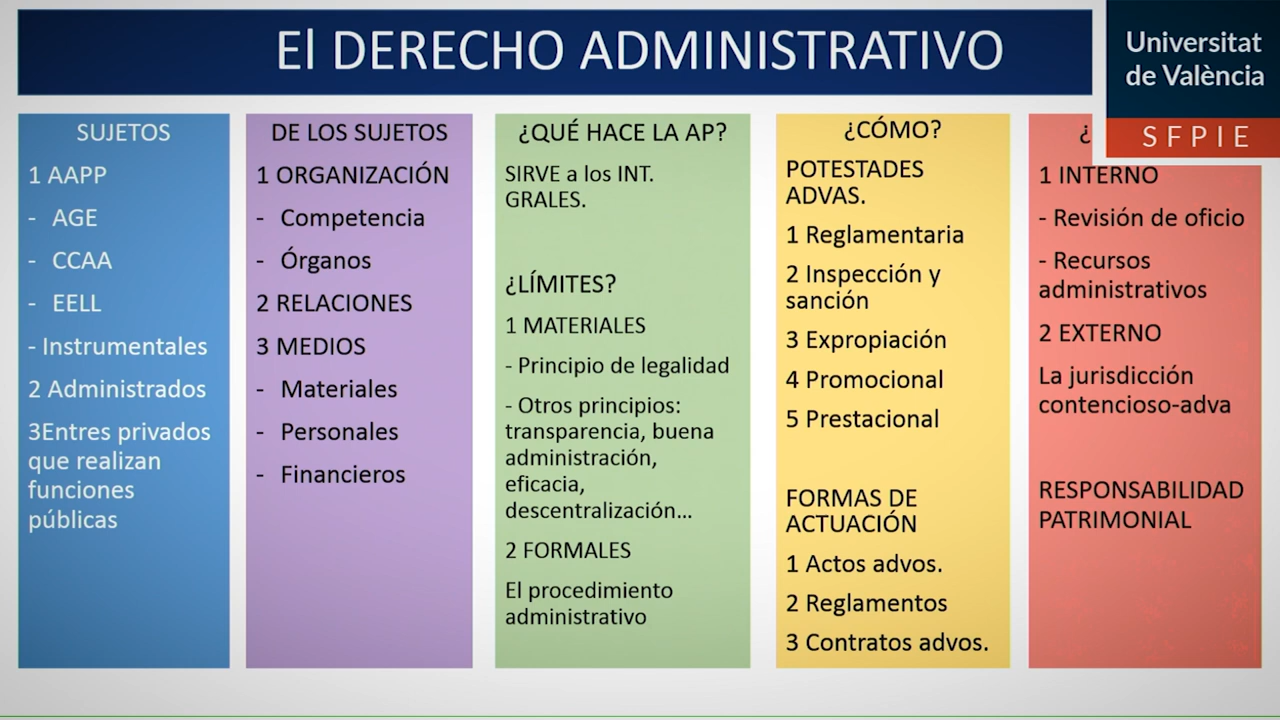 El DERECHO ADMINISTRATIVO
Universitat
de València
SFPIE
SUJETOS
1 AAPP
- AGE
- CCAA
- EELL
- Instrumentales
2 Administrados
3Entres privados
que realizan
funciones
públicas
DE LOS SUJETOS
1 ORGANIZACIÓN
- Competencia
- Órganos
2 RELACIONES
3 MEDIOS
- Materiales
- Personales
- Financieros
¿QUÉ HACE LA AP?
SIRVE a los INT.
GRALES.
¿LÍMITES?
1 MATERIALES
- Principio de legalidad
- Otros principios:
transparencia, buena
administración,
eficacia,
descentralización...
2 FORMALES
El procedimiento
administrativo
¿CÓMO?
POTESTADES
ADVAS.
1 Reglamentaria
2 Inspección y
sanción
3 Expropiación
4 Promocional
5 Prestacional
FORMAS DE
ACTUACIÓN
1 Actos advos.
2 Reglamentos
3 Contratos advos.
¿
1 INTERNO
- Revisión de oficio
- Recursos
administrativos
2 EXTERNO
La jurisdicción
contencioso-adva
RESPONSABILIDAD
PATRIMONIAL